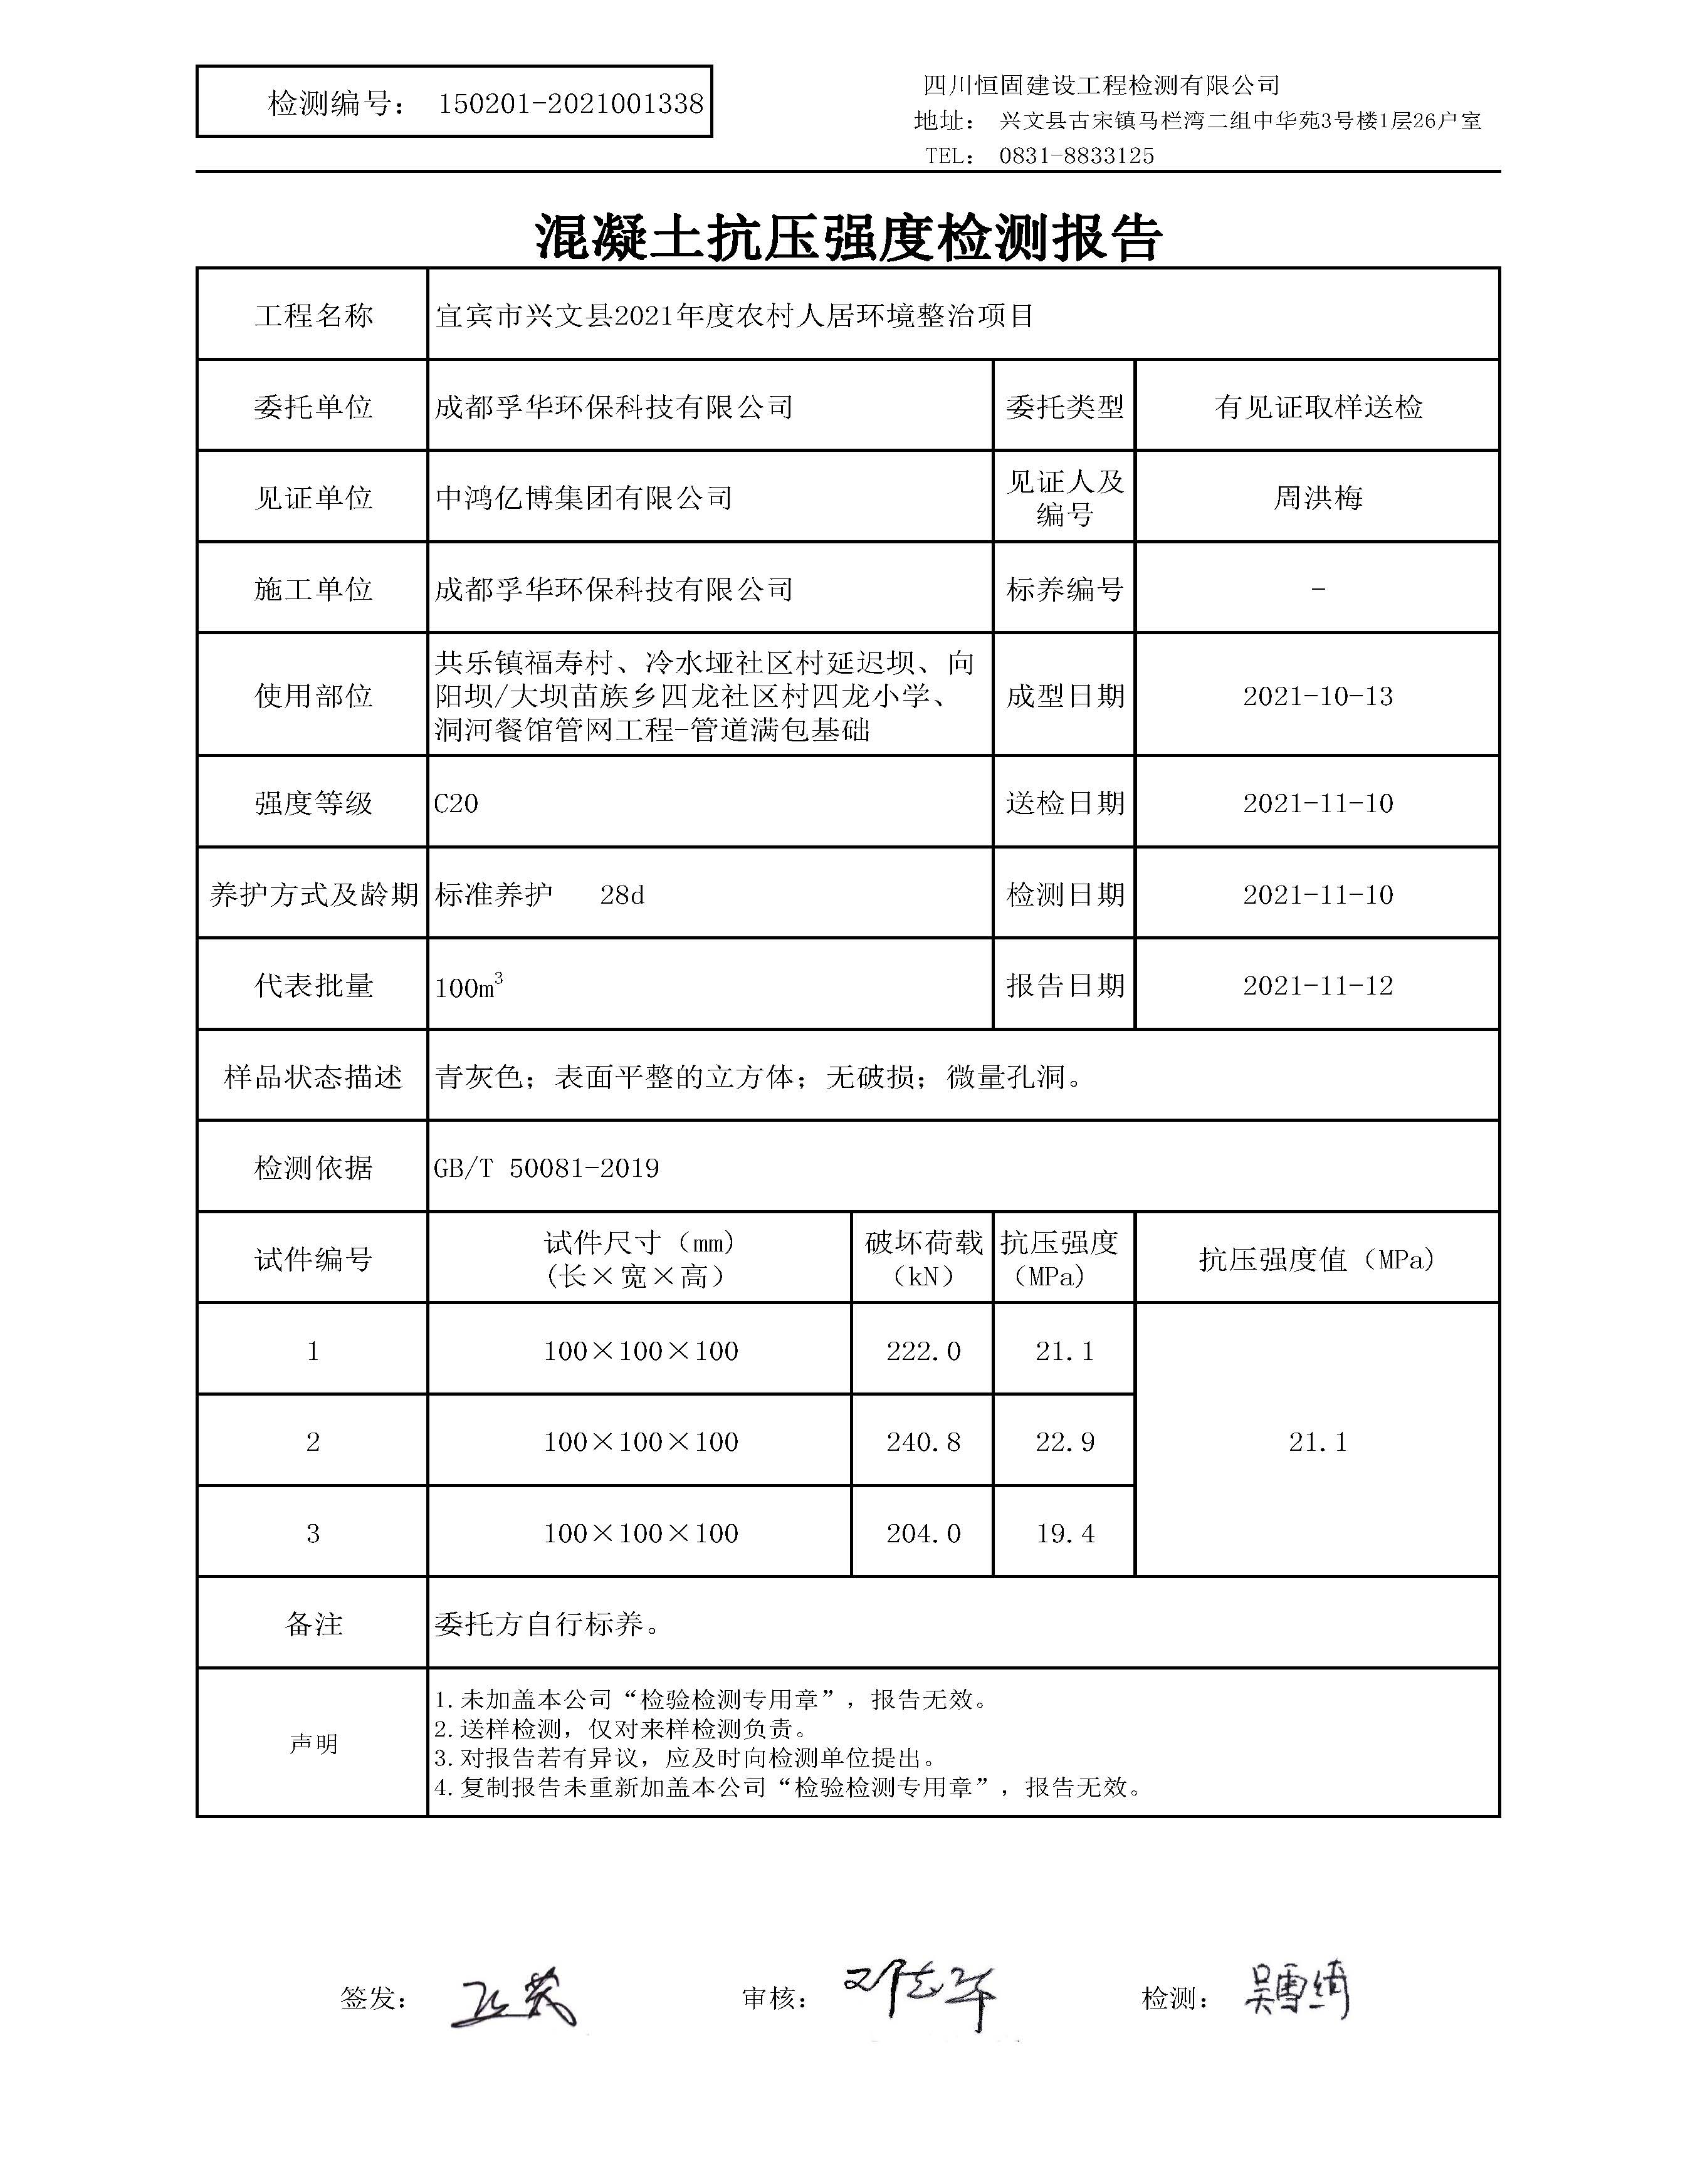 检测编号： 150201-2021001338
四川恒固建设工程检测有限公司
地址： 兴文县古宋镇马栏湾二组中华苑3号楼1层26户室
TEL： 0831-8833125
混凝土抗压强度检测报告
工程名称 宜宾市兴文县2021年度农村人居环境整治项目
委托单位 成都孚华环保科技有限公司 委托类型 有见证取样送检
见证单位 中鸿亿博集团有限公司 见证人及编号 周洪梅
施工单位 成都孚华环保科技有限公司 标养编号 -
使用部位 共乐镇福寿村、冷水垭社区村延迟坝、向
阳坝/大坝苗族乡四龙社区村四龙小学、
洞河餐馆管网工程-管道满包基础
成型日期 2021-10-13
强度等级 C20 送检日期 2021-11-10
养护方式及龄期 标准养护 28d 检测日期 2021-11-10
代表批量 100m³ 报告日期 2021-11-12
样品状态描述 青灰色；表面平整的立方体；无破损；微量孔洞。
检测依据 GB/T 50081-2019
试件编号 试件尺寸（mm）（长×宽×高） 破坏荷载（kN） 抗压强度（MPa） 抗压强度值（MPa）
1 100×100×100 222.0 21.1
2 100×100×100 240.8 22.9 21.1
3 100×100×100 204.0 19.4
备注 委托方自行标养。
声明
1.未加盖本公司“检验检测专用章”，报告无效。
2.送样检测，仅对来样检测负责。
3.对报告若有异议，应及时向检测单位提出。
4.复制报告未重新加盖本公司“检验检测专用章”，报告无效。
签发： 审核： 检测： 吴雪绮